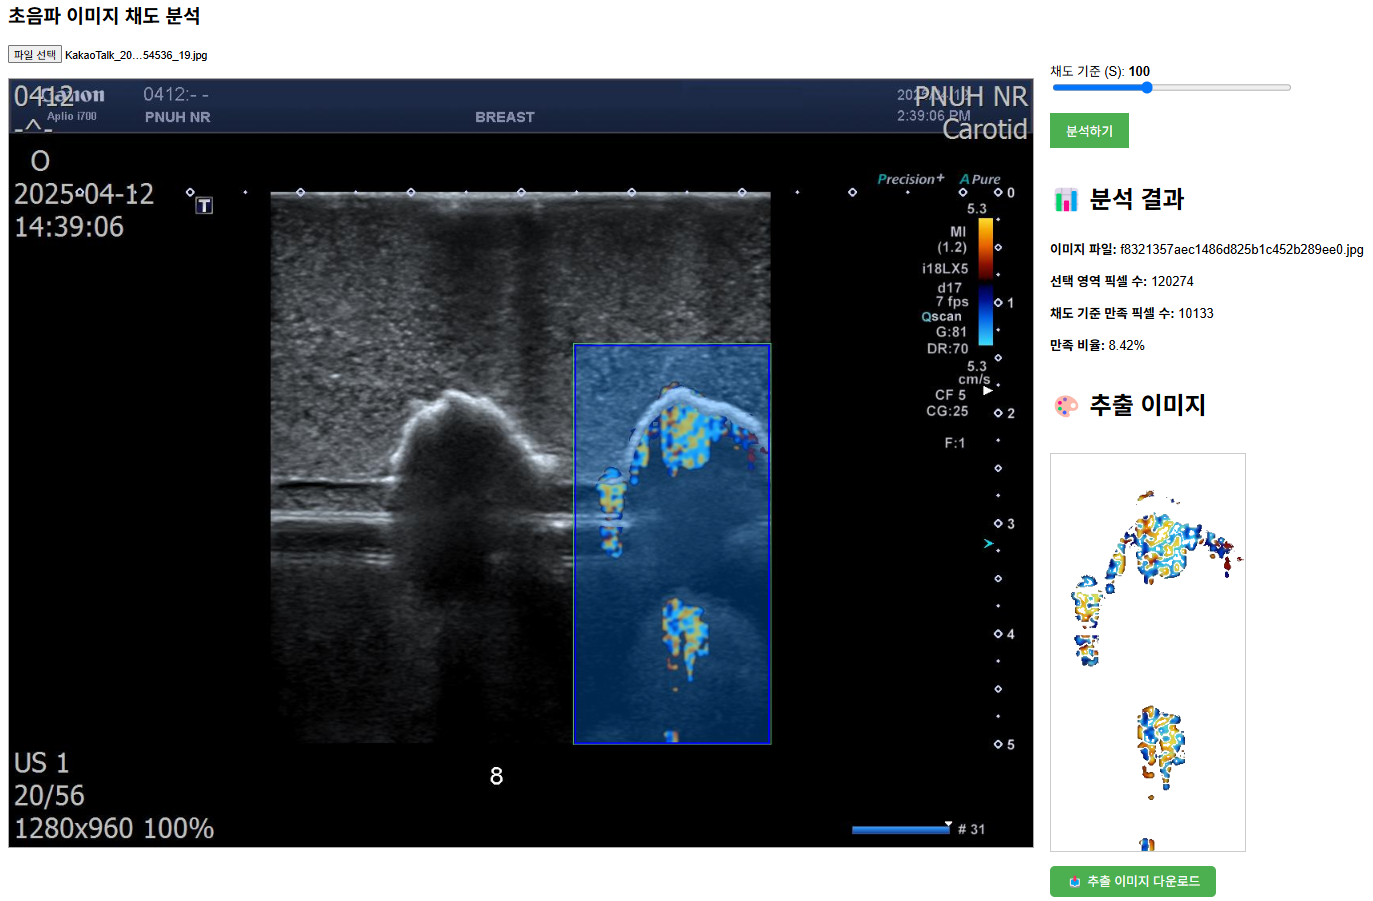 초음파 이미지 채도 분석
파일 선택 KakaoTalk_20...54536_19.jpg
0412
Canon
Aplio i700
0412:- -
PNUH NR
BREAST
2:39:06 PM
PNUH NR
Carotid
-^-
O
2025-04-12
14:39:06
T
Precision+ A Pure
5.3
MI
(1.2)
i18LX5
d17
7 fps
Qscan
G:81
DR:70
5.3
cm/s
CF 5
CG:25
F:1
0
1
2
3
4
5
US 1
20/56
1280x960 100%
8
# 31
채도 기준 (S): 100
분석하기
📊 분석 결과
이미지 파일: f8321357aec1486d825b1c452b289ee0.jpg
선택 영역 픽셀 수: 120274
채도 기준 만족 픽셀 수: 10133
만족 비율: 8.42%
🎨 추출 이미지
추출 이미지 다운로드